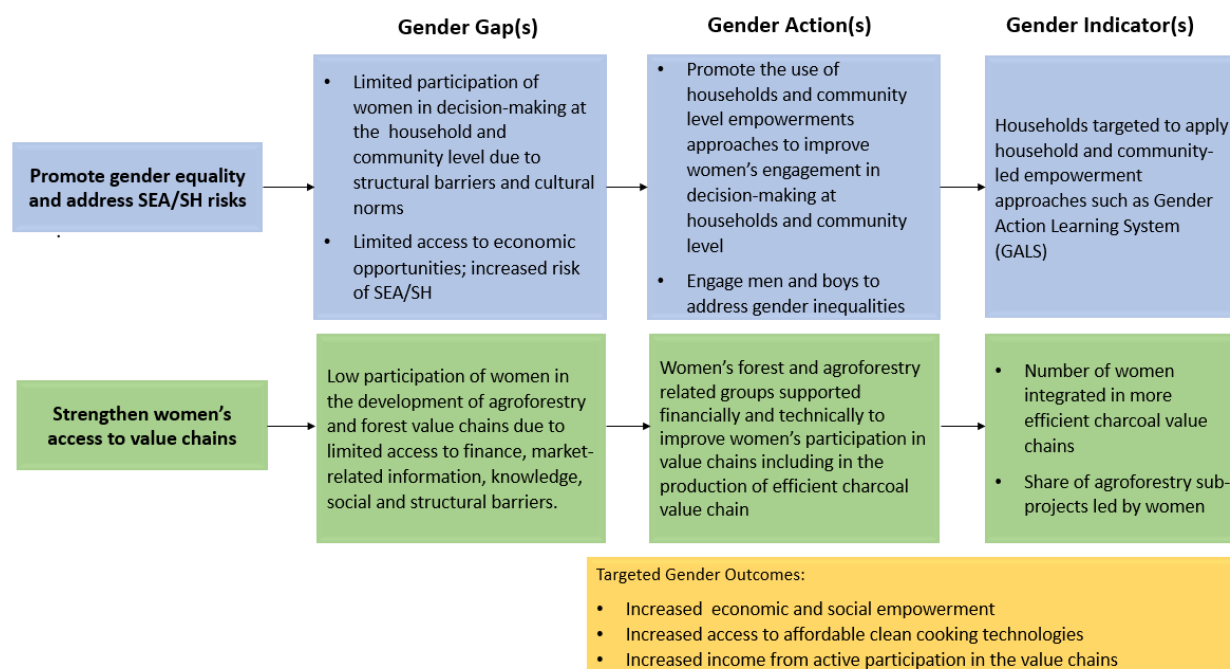 Gender Gap(s)
Gender Action(s)
Gender Indicator(s)
Promote gender equality
and address SEA/SH risks
• Limited participation of
women in decision-making at
the household and
community level due to
structural barriers and cultural
norms
• Limited access to economic
opportunities; increased risk
of SEA/SH
• Promote the use of
households and community
level empowerments
approaches to improve
women's engagement in
decision-making at
households and community
level
• Engage men and boys to
address gender inequalities
Households targeted to apply
household and community-
led empowerment
approaches such as Gender
Action Learning System
(GALS)
Strengthen women's
access to value chains
Low participation of women in
the development of agroforestry
and forest value chains due to
limited access to finance, market-
related information, knowledge,
social and structural barriers.
Women's forest and agroforestry
related groups supported
financially and technically to
improve women's participation in
value chains including in the
production of efficient charcoal
value chain
• Number of women
integrated in more
efficient charcoal value
chains
• Share of agroforestry sub-
projects led by women
Targeted Gender Outcomes:
• Increased economic and social empowerment
• Increased access to affordable clean cooking technologies
• Increased income from active participation in the value chains